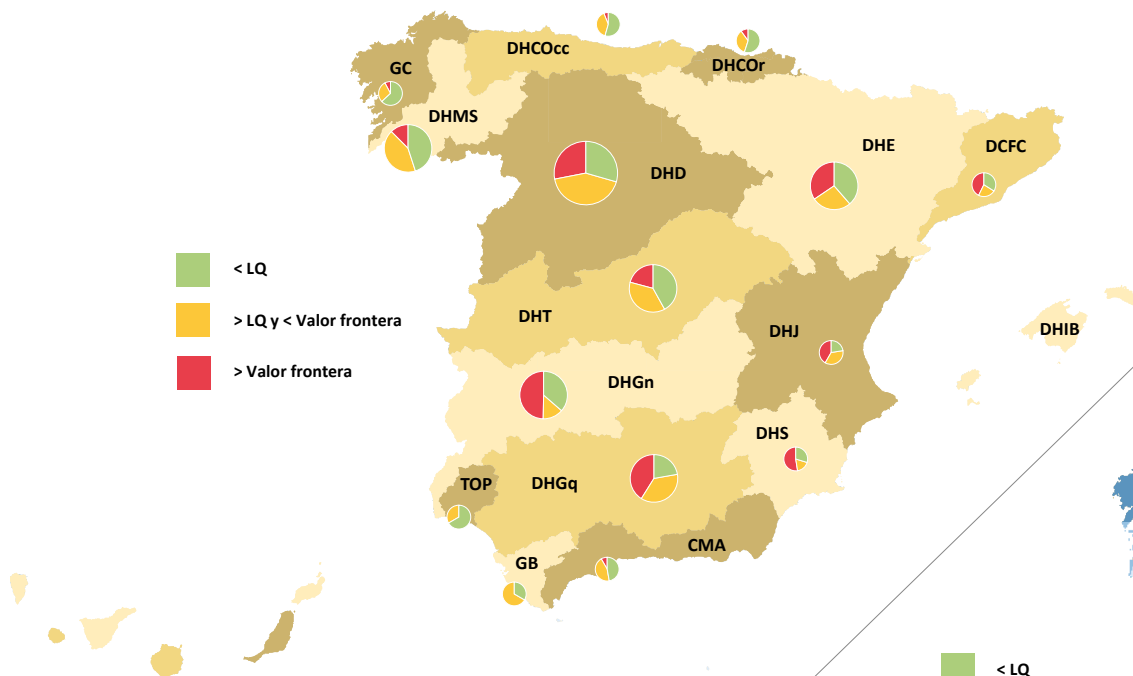 DHCOcc
DHCOr
GC
DHMS
DHE
DCFC
DHD
< LQ
> LQ y < Valor frontera
> Valor frontera
DHT
DHJ
DHIB
DHGn
DHS
TOP
DHGq
CMA
GB
< LQ